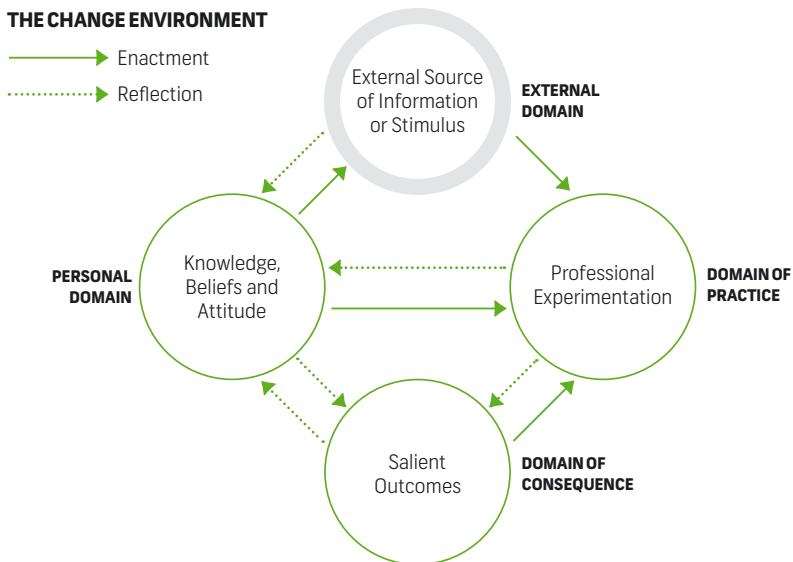 THE CHANGE ENVIRONMENT
Enactment
Reflection
External Source
of Information
or Stimulus
EXTERNAL
DOMAIN
PERSONAL
DOMAIN
Knowledge,
Beliefs and
Attitude
Professional
Experimentation
DOMAIN OF
PRACTICE
Salient
Outcomes
DOMAIN OF
CONSEQUENCE